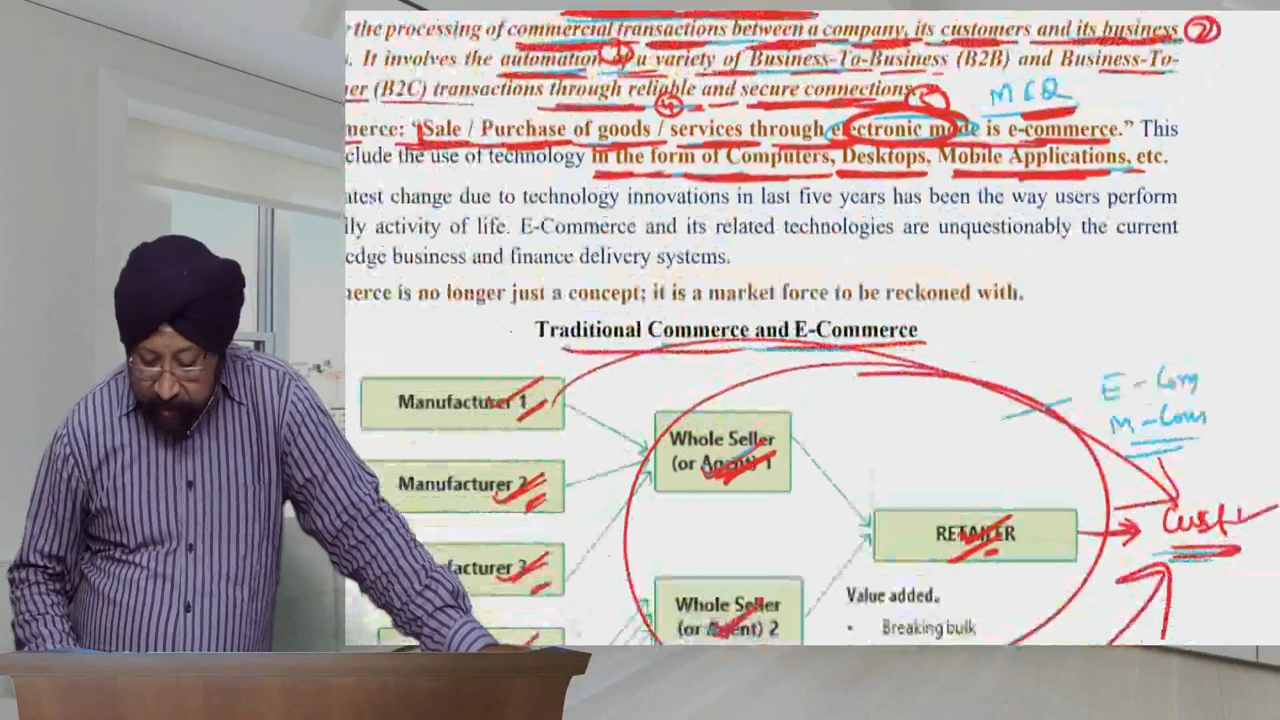 the processing of commercial transactions between a company, its customers and its business
. It involves the automation of a variety of Business-To-Business (B2B) and Business-To-
er (B2C) transactions through reliable and secure connections.
MCQ
merce: "Sale / Purchase of goods / services through electronic mode is e-commerce." This
clude the use of technology in the form of Computers, Desktops, Mobile Applications, etc.
atest change due to technology innovations in last five years has been the way users perform
ily activity of life. E-Commerce and its related technologies are unquestionably the current
edge business and finance delivery systems.
erce is no longer just a concept; it is a market force to be reckoned with.
Traditional Commerce and E-Commerce
Manufacturer 1
E - Com
M - Com
Whole Seller
(or Agent) 1
Manufacturer 2
Cust
RETAILER
facturer 3
Whole Seller
(or Agent) 2
Value added.
• Breaking bulk